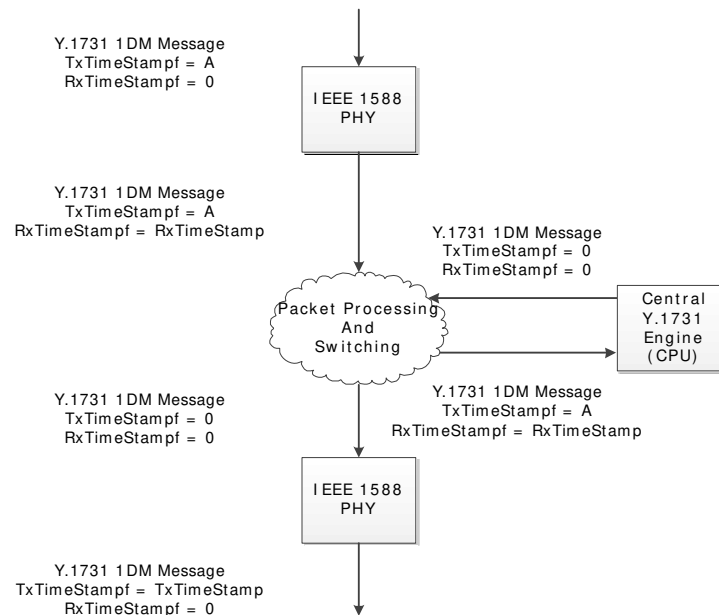 Y.1731 1DM Message
TxTimeStampf = A
RxTimeStampf = 0
IEEE 1588
PHY
Y.1731 1DM Message
TxTimeStampf = A
RxTimeStampf = RxTimeStamp
Y.1731 1DM Message
TxTimeStampf = 0
RxTimeStampf = 0
Packet Processing
And
Switching
Central
Y.1731
Engine
(CPU)
Y.1731 1DM Message
TxTimeStampf = 0
RxTimeStampf = 0
Y.1731 1DM Message
TxTimeStampf = A
RxTimeStampf = RxTimeStamp
IEEE 1588
PHY
Y.1731 1DM Message
TxTimeStampf = TxTimeStamp
RxTimeStampf = 0